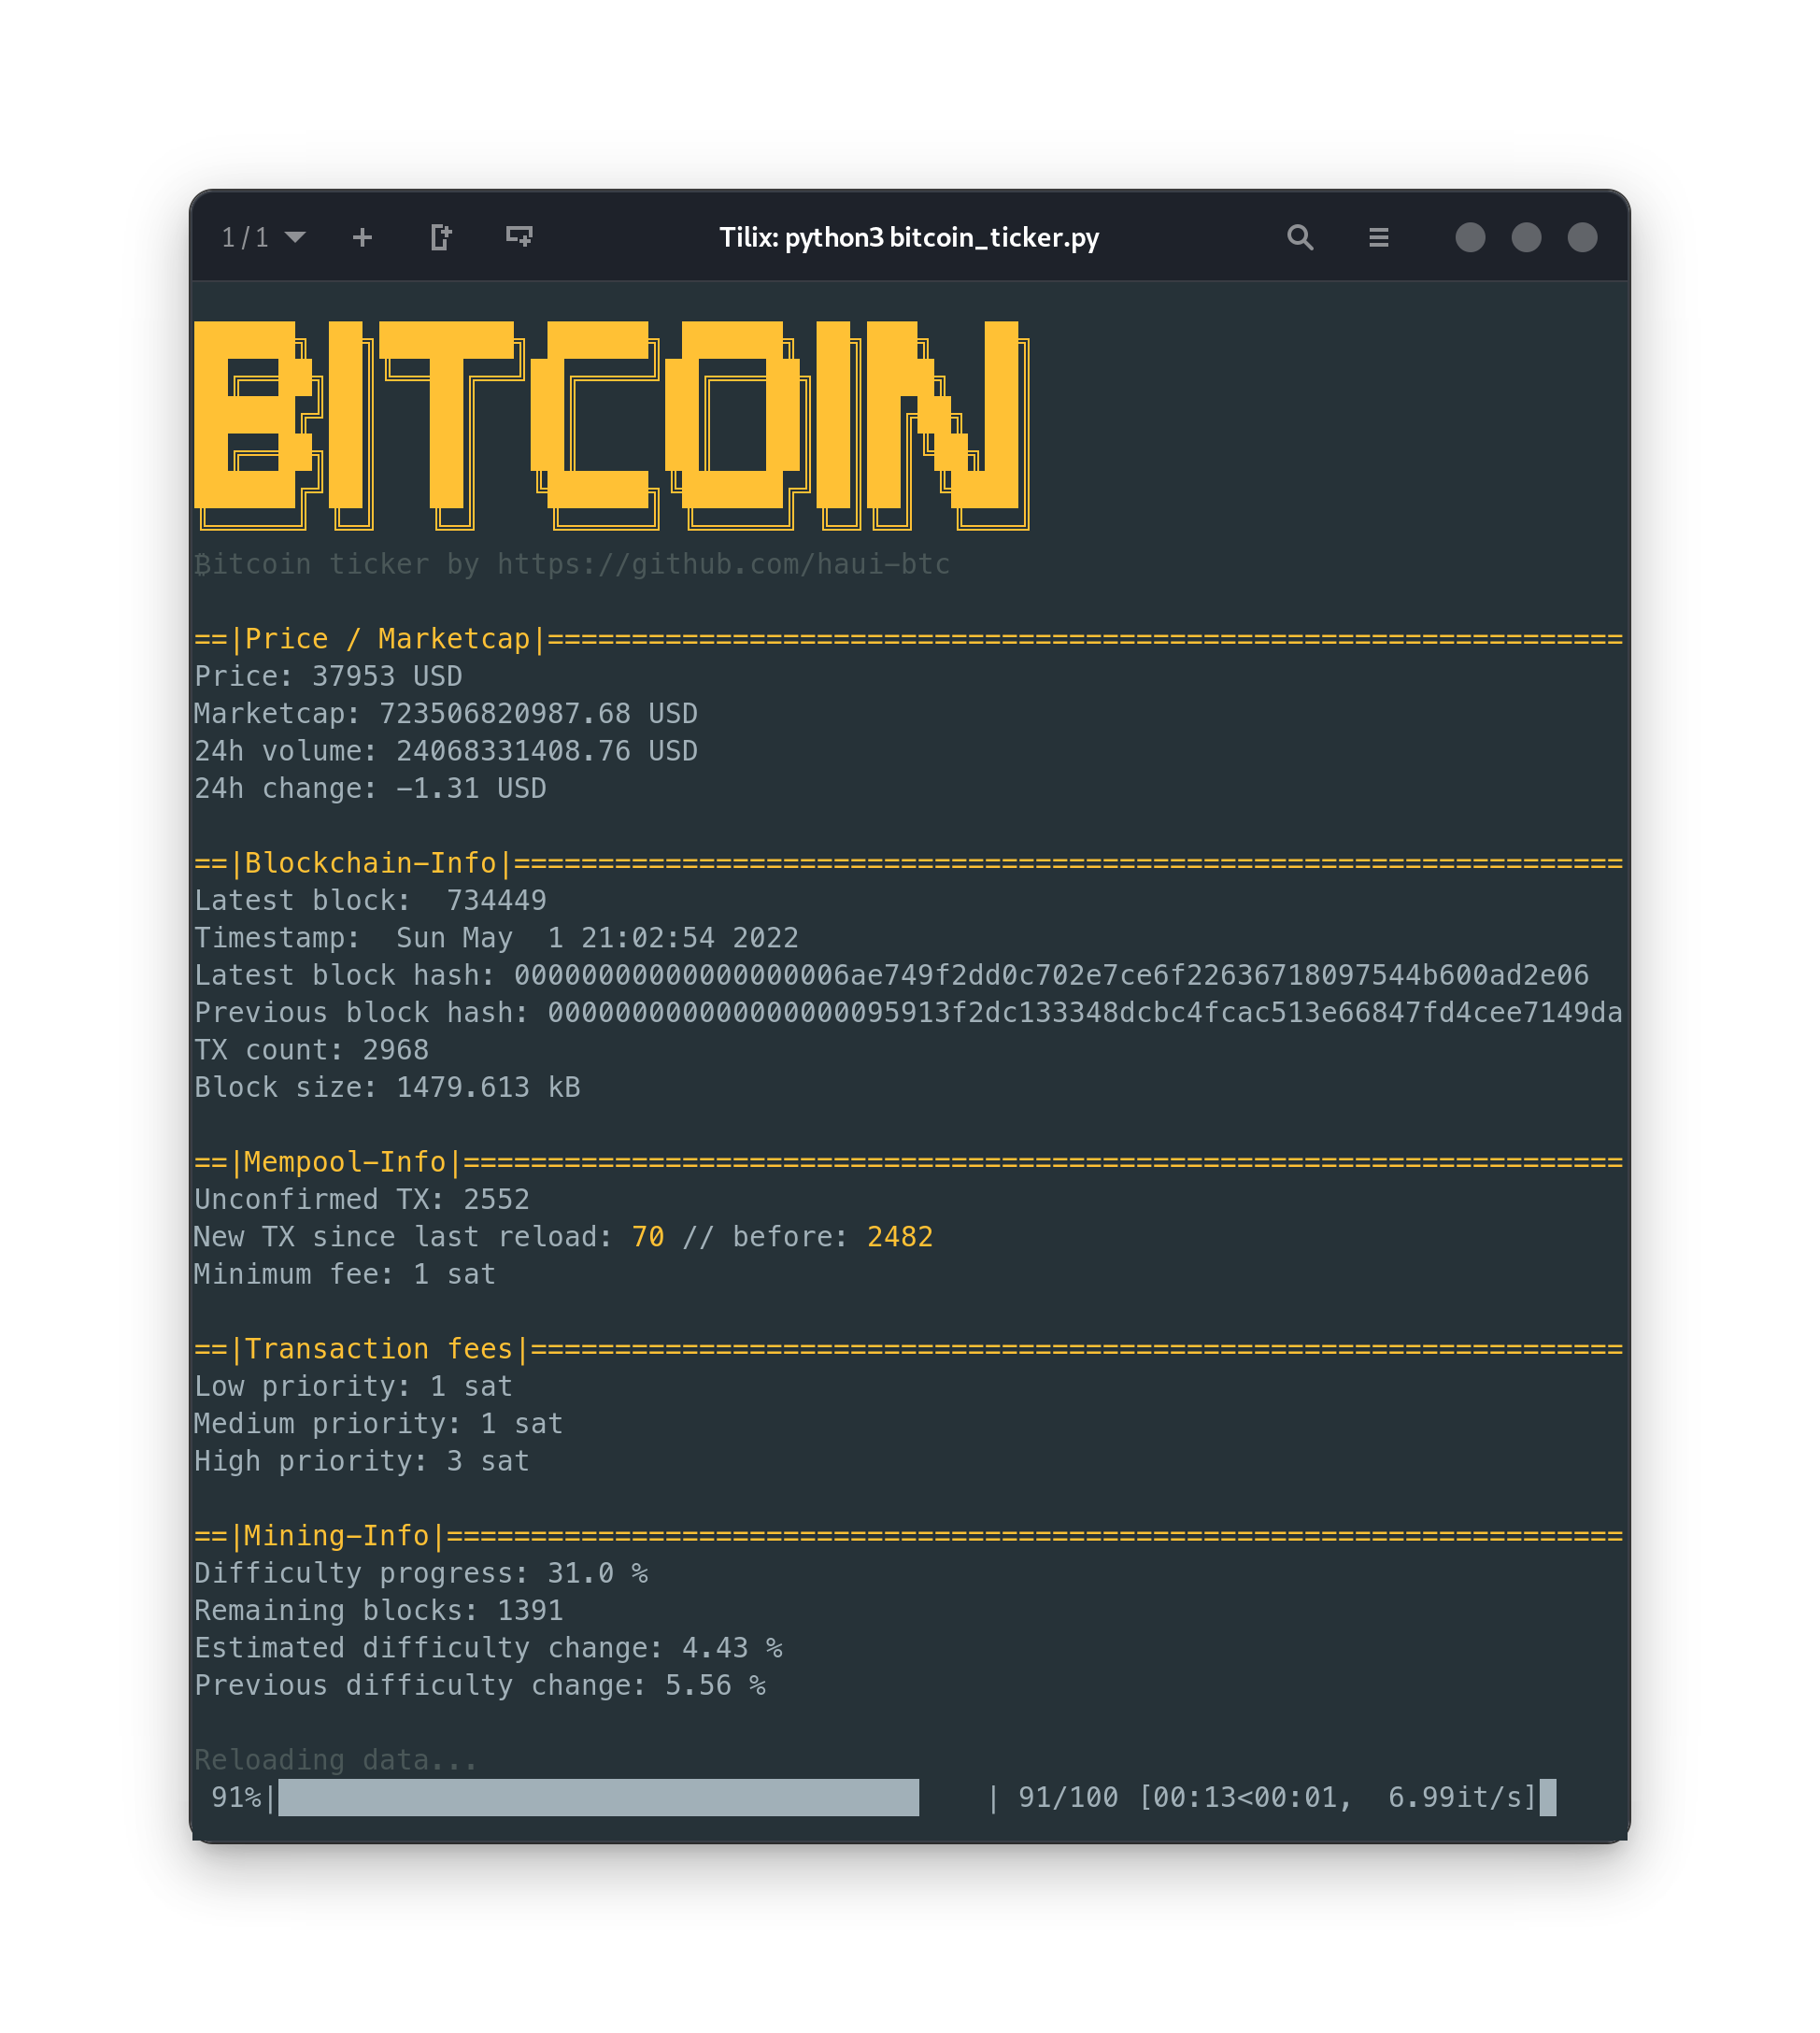 BITCOIN
₿itcoin ticker by https://github.com/haui-btc
==|Price / Marketcap|================================================================
Price: 37953 USD
Marketcap: 723506820987.68 USD
24h volume: 24068331408.76 USD
24h change: -1.31 USD
==|Blockchain-Info|==================================================================
Latest block:  734449
Timestamp:  Sun May  1 21:02:54 2022
Latest block hash: 00000000000000000006ae749f2dd0c702e7ce6f22636718097544b600ad2e06
Previous block hash: 000000000000000000095913f2dc133348dcbc4fcac513e66847fd4cee7149da
TX count: 2968
Block size: 1479.613 kB
==|Mempool-Info|=====================================================================
Unconfirmed TX: 2552
New TX since last reload: 70 // before: 2482
Minimum fee: 1 sat
==|Transaction fees|=================================================================
Low priority: 1 sat
Medium priority: 1 sat
High priority: 3 sat
==|Mining-Info|======================================================================
Difficulty progress: 31.0 %
Remaining blocks: 1391
Estimated difficulty change: 4.43 %
Previous difficulty change: 5.56 %
Reloading data...
91%| | 91/100 [00:13<00:01,  6.99it/s]
1 / 1 Tilix: python3 bitcoin_ticker.py